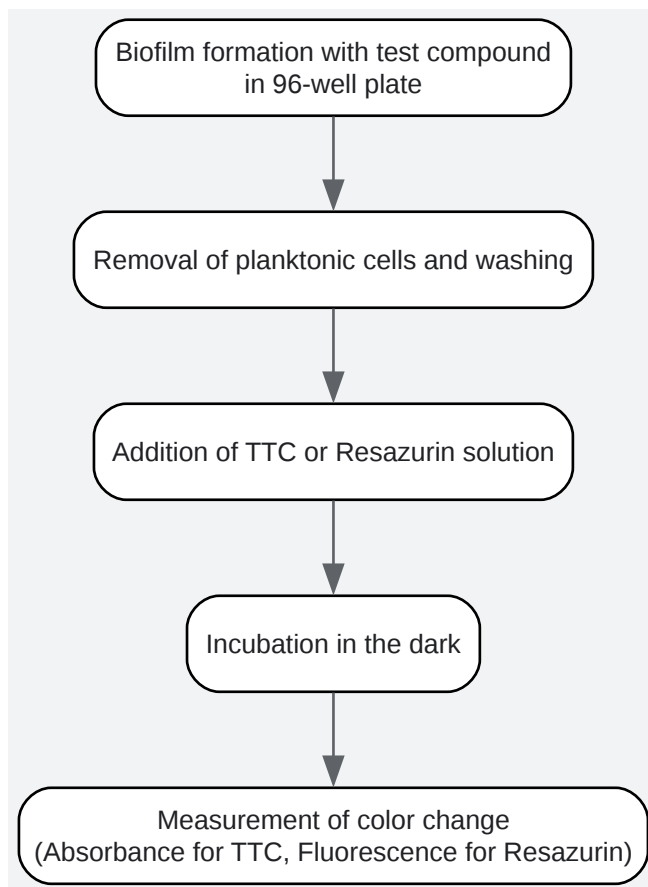 Biofilm formation with test compound
in 96-well plate
Removal of planktonic cells and washing
Addition of TTC or Resazurin solution
Incubation in the dark
Measurement of color change
(Absorbance for TTC, Fluorescence for Resazurin)